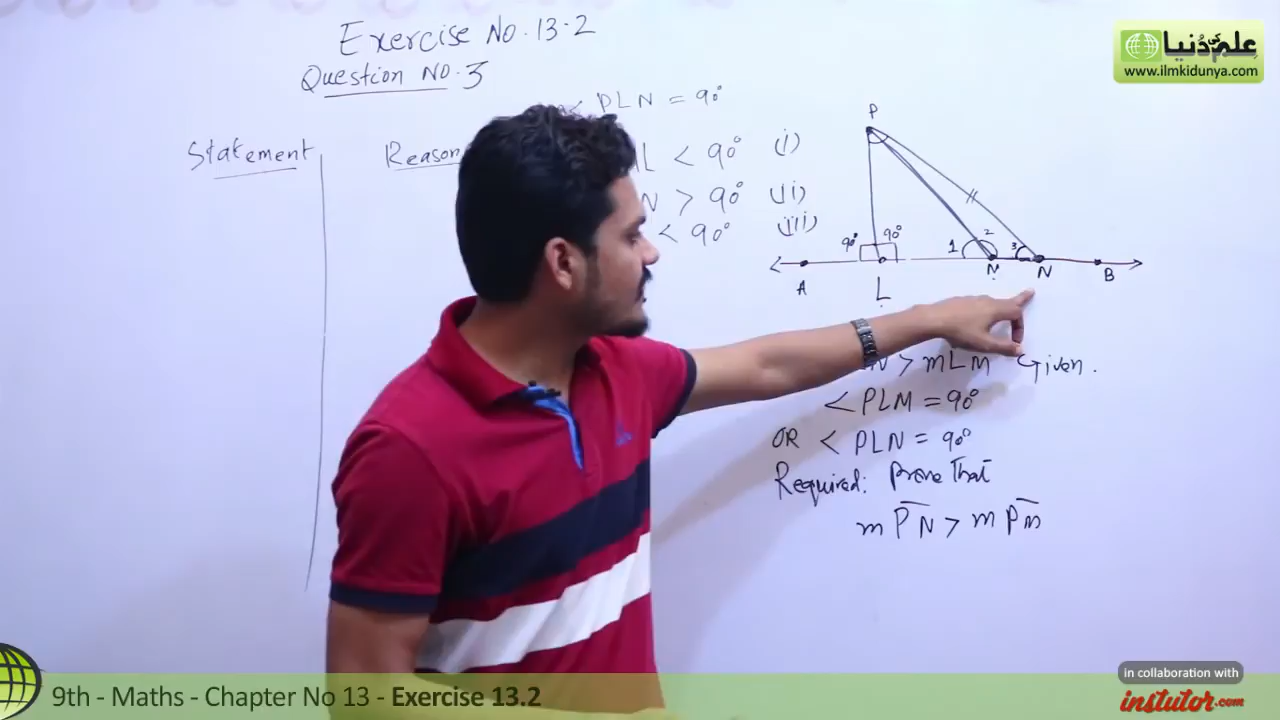 Exercise No. 13.2
Question No. 3
Statement
Reason
< PLN = 90°
L < 90° (i)
N > 90° (ii)
< 90° (iii)
P
90° 90° 1 2 3
A L M N B
N > mLM Given.
< PLM = 90°
OR < PLN = 90°
Required: Prove That
m PN > m PM
علم کی دُنیا
www.ilmkidunya.com
9th - Maths - Chapter No 13 - Exercise 13.2
in collaboration with
instutor.com